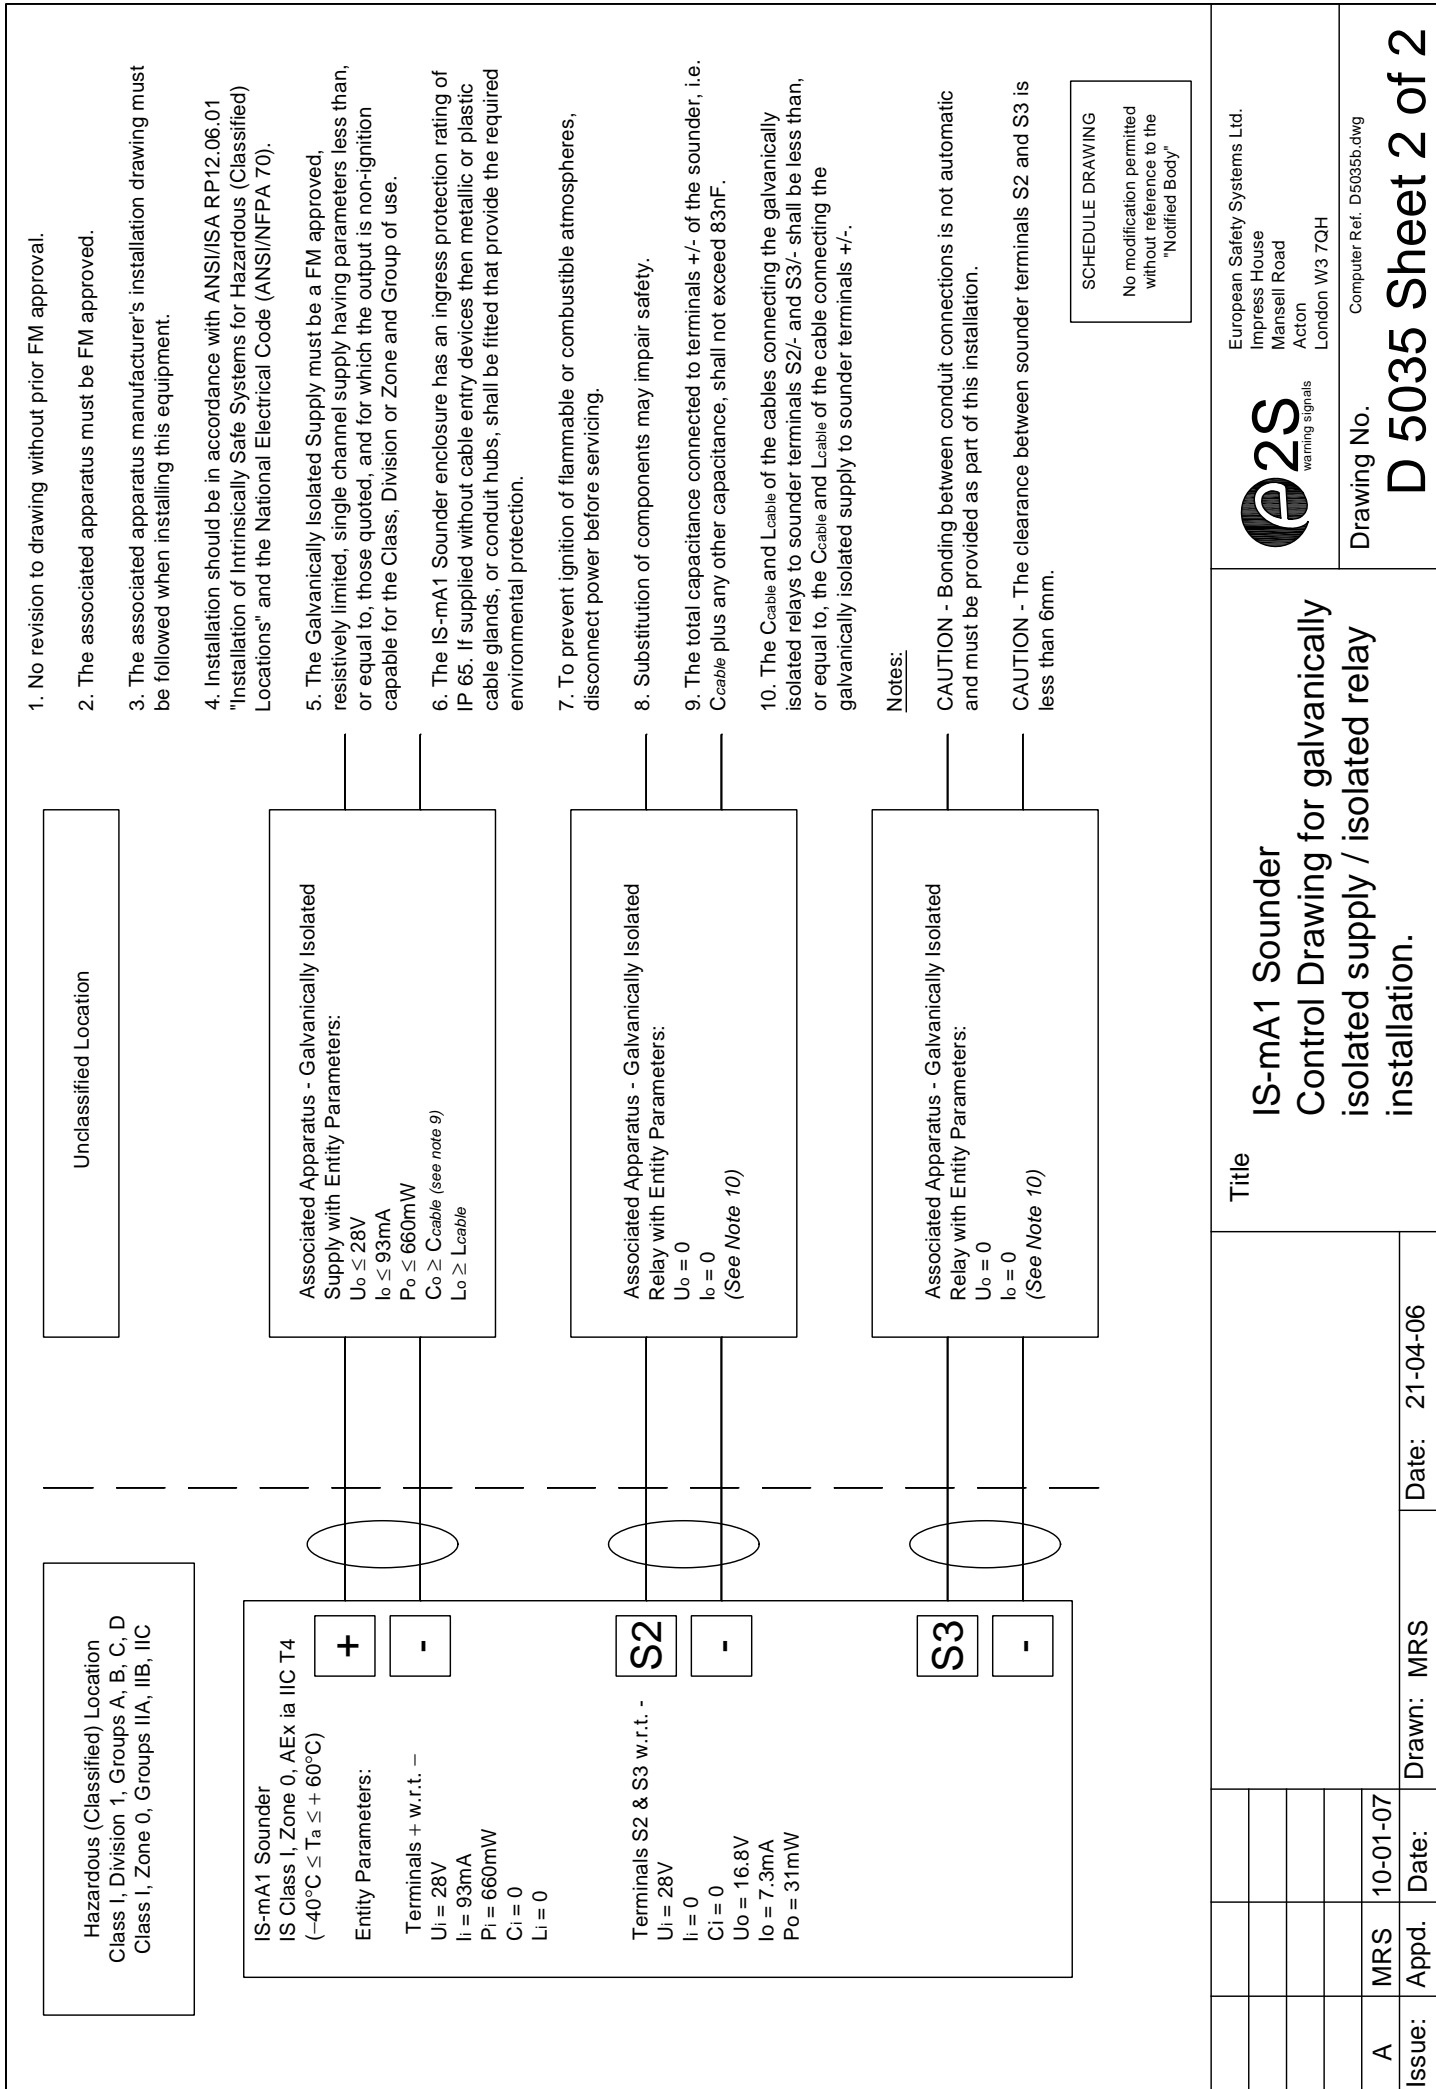 Hazardous (Classified) Location
Class I, Division 1, Groups A, B, C, D
Class I, Zone 0, Groups IIA, IIB, IIC
Unclassified Location
IS-mA1 Sounder
IS Class I, Zone 0, AEx ia IIC T4
(−40°C ≤ Ta ≤ + 60°C)
Entity Parameters:
Terminals + w.r.t. −
Ui = 28V
Ii = 93mA
Pi = 660mW
Ci = 0
Li = 0
+
-
Terminals S2 & S3 w.r.t. -
Ui = 28V
Ii = 0
Ci = 0
Uo = 16.8V
Io = 7.3mA
Po = 31mW
S2
-
S3
-
Associated Apparatus - Galvanically Isolated
Supply with Entity Parameters:
Uo ≤ 28V
Io ≤ 93mA
Po ≤ 660mW
Co ≥ Ccable (see note 9)
Lo ≥ Lcable
Associated Apparatus - Galvanically Isolated
Relay with Entity Parameters:
Uo = 0
Io = 0
(See Note 10)
Associated Apparatus - Galvanically Isolated
Relay with Entity Parameters:
Uo = 0
Io = 0
(See Note 10)
1. No revision to drawing without prior FM approval.
2. The associated apparatus must be FM approved.
3. The associated apparatus manufacturer's installation drawing must
be followed when installing this equipment.
4. Installation should be in accordance with ANSI/ISA RP12.06.01
"Installation of Intrinsically Safe Systems for Hazardous (Classified)
Locations" and the National Electrical Code (ANSI/NFPA 70).
5. The Galvanically Isolated Supply must be a FM approved,
resistively limited, single channel supply having parameters less than,
or equal to, those quoted, and for which the output is non-ignition
capable for the Class, Division or Zone and Group of use.
6. The IS-mA1 Sounder enclosure has an ingress protection rating of
IP 65. If supplied without cable entry devices then metallic or plastic
cable glands, or conduit hubs, shall be fitted that provide the required
environmental protection.
7. To prevent ignition of flammable or combustible atmospheres,
disconnect power before servicing.
8. Substitution of components may impair safety.
9. The total capacitance connected to terminals +/- of the sounder, i.e.
Ccable plus any other capacitance, shall not exceed 83nF.
10. The Ccable and Lcable of the cables connecting the galvanically
isolated relays to sounder terminals S2/- and S3/- shall be less than,
or equal to, the Ccable and Lcable of the cable connecting the
galvanically isolated supply to sounder terminals +/-.
Notes:
CAUTION - Bonding between conduit connections is not automatic
and must be provided as part of this installation.
CAUTION - The clearance between sounder terminals S2 and S3 is
less than 6mm.
SCHEDULE DRAWING
No modification permitted
without reference to the
"Notified Body"
A MRS 10-01-07
Issue: Appd. Date: Drawn: MRS Date: 21-04-06
Title
IS-mA1 Sounder
Control Drawing for galvanically
isolated supply / isolated relay
installation.
e2S
warning signals
European Safety Systems Ltd.
Impress House
Mansell Road
Acton
London W3 7QH
Drawing No. Computer Ref. D5035b.dwg
D 5035 Sheet 2 of 2